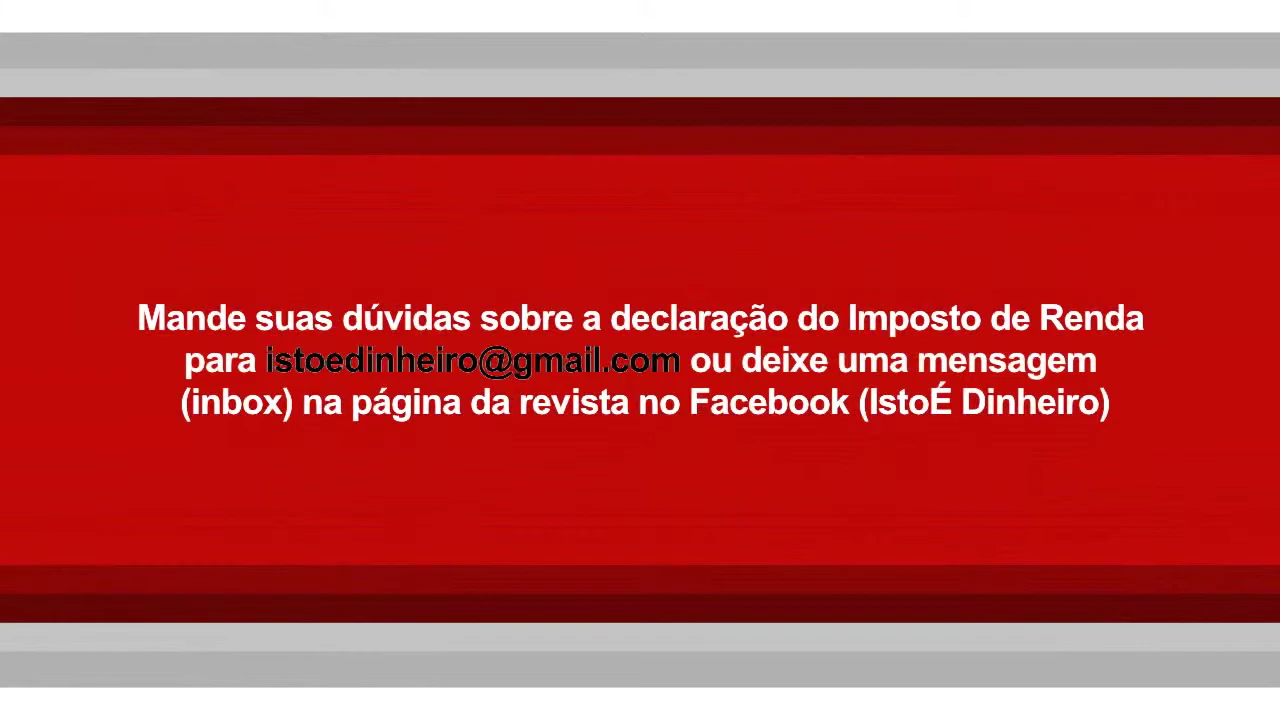 Mande suas dúvidas sobre a declaração do Imposto de Renda
para istoedinheiro@gmail.com ou deixe uma mensagem
(inbox) na página da revista no Facebook (IstoÉ Dinheiro)